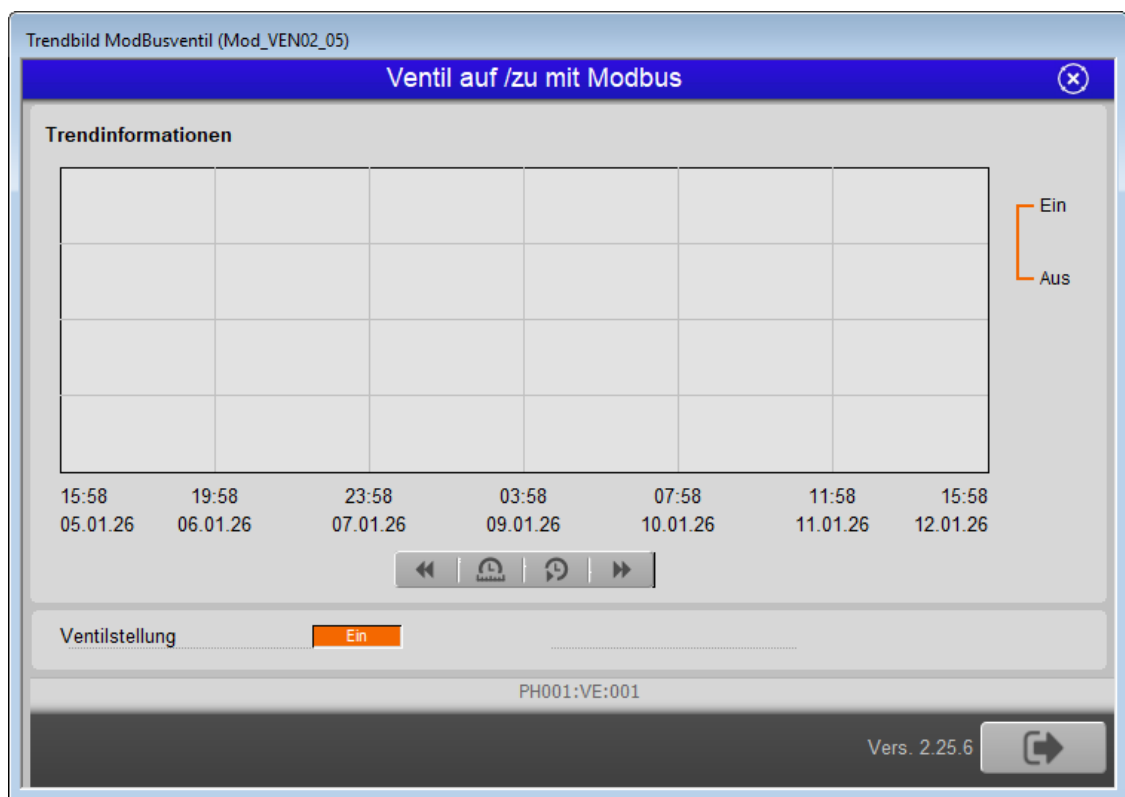 Trendbild ModBusventil (Mod_VEN02_05)
Ventil auf /zu mit Modbus
Trendinformationen
Ein
Aus
15:58 19:58 23:58 03:58 07:58 11:58 15:58
05.01.26 06.01.26 07.01.26 09.01.26 10.01.26 11.01.26 12.01.26
Ventilstellung Ein
PH001:VE:001
Vers. 2.25.6